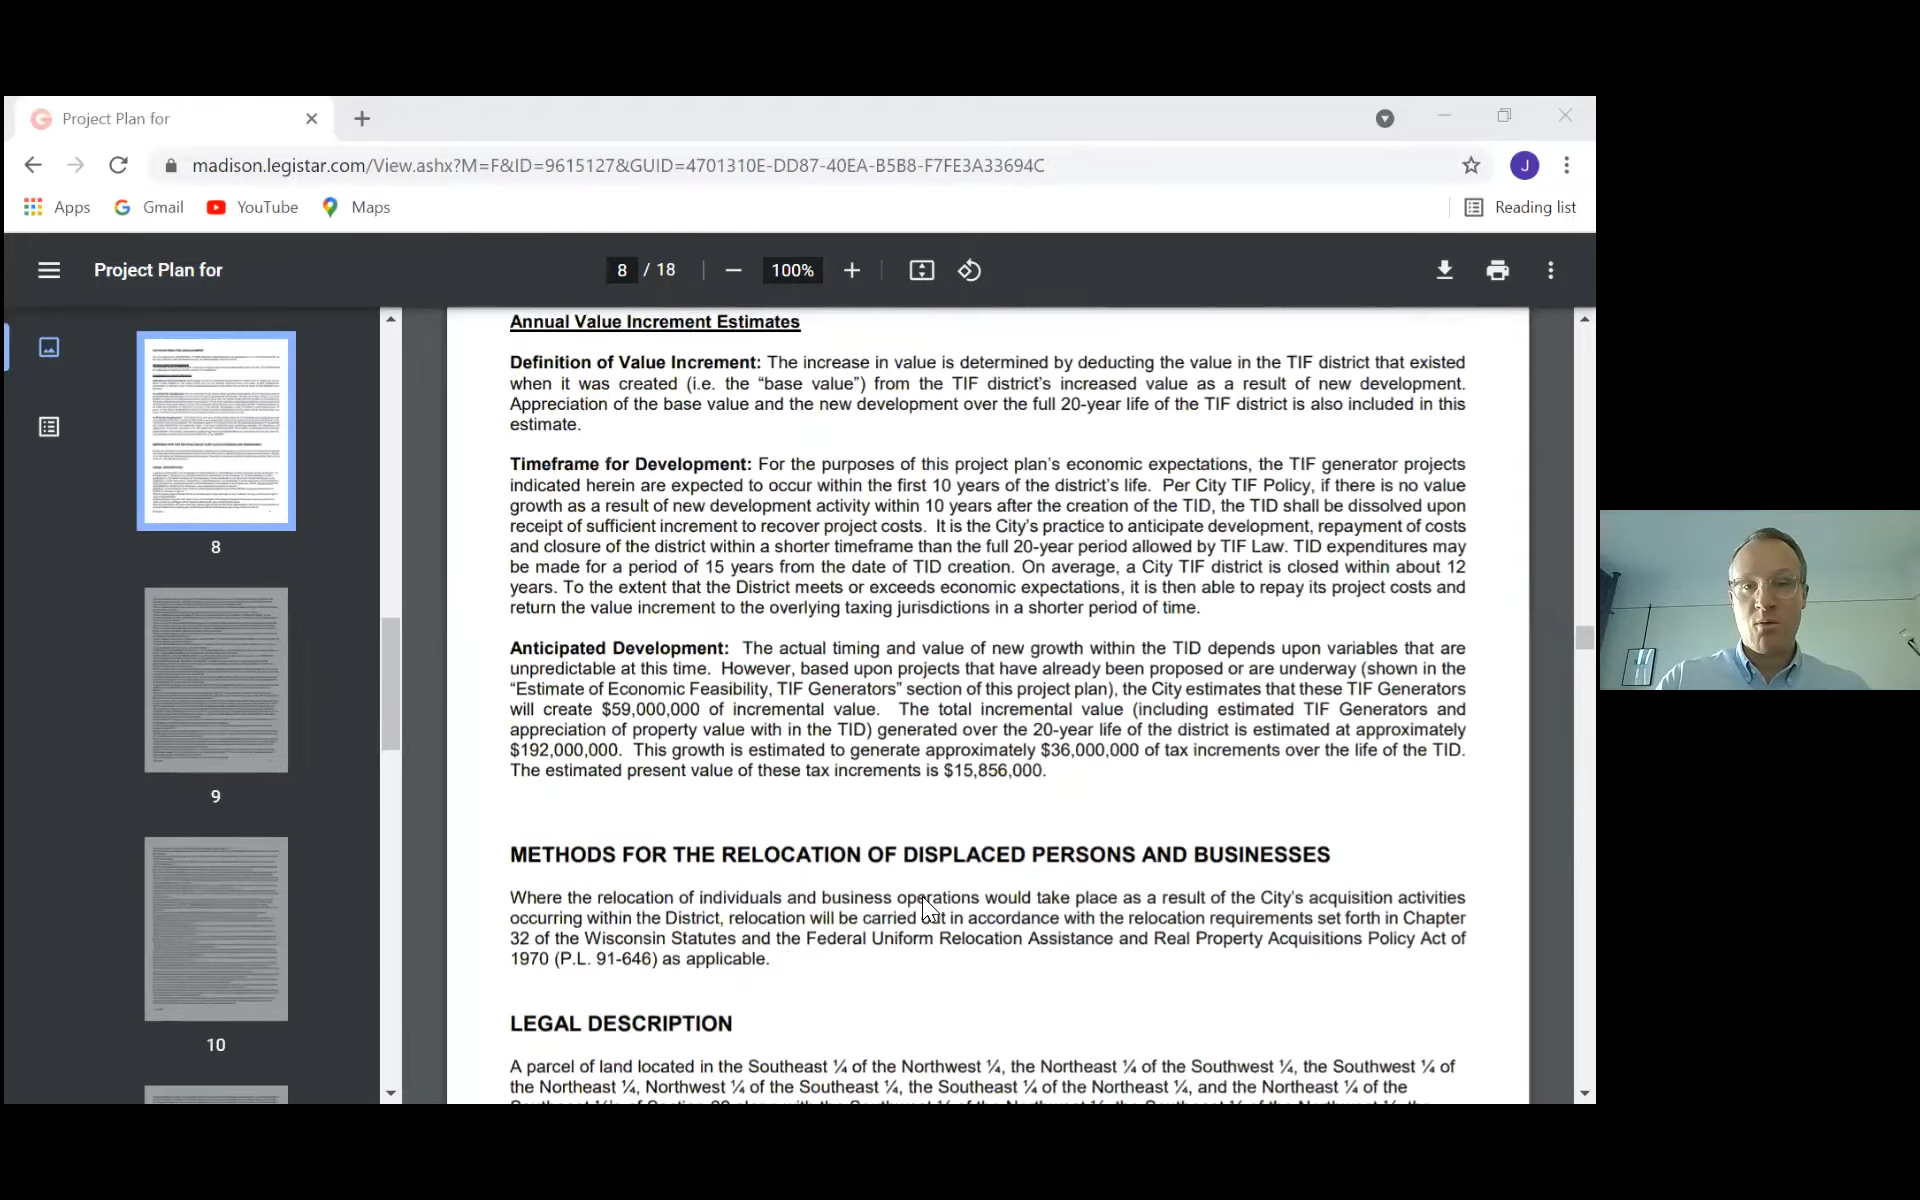 Project Plan for
madison.legistar.com/View.ashx?M=F&ID=9615127&GUID=4701310E-DD87-40EA-B5B8-F7FE3A33694C
J
Apps Gmail YouTube Maps Reading list
Project Plan for 8 / 18 100%
8
9
10
Annual Value Increment Estimates
Definition of Value Increment: The increase in value is determined by deducting the value in the TIF district that existed
when it was created (i.e. the “base value”) from the TIF district’s increased value as a result of new development.
Appreciation of the base value and the new development over the full 20-year life of the TIF district is also included in this
estimate.
Timeframe for Development: For the purposes of this project plan’s economic expectations, the TIF generator projects
indicated herein are expected to occur within the first 10 years of the district’s life. Per City TIF Policy, if there is no value
growth as a result of new development activity within 10 years after the creation of the TID, the TID shall be dissolved upon
receipt of sufficient increment to recover project costs. It is the City’s practice to anticipate development, repayment of costs
and closure of the district within a shorter timeframe than the full 20-year period allowed by TIF Law. TID expenditures may
be made for a period of 15 years from the date of TID creation. On average, a City TIF district is closed within about 12
years. To the extent that the District meets or exceeds economic expectations, it is then able to repay its project costs and
return the value increment to the overlying taxing jurisdictions in a shorter period of time.
Anticipated Development: The actual timing and value of new growth within the TID depends upon variables that are
unpredictable at this time. However, based upon projects that have already been proposed or are underway (shown in the
“Estimate of Economic Feasibility, TIF Generators” section of this project plan), the City estimates that these TIF Generators
will create $59,000,000 of incremental value. The total incremental value (including estimated TIF Generators and
appreciation of property value with in the TID) generated over the 20-year life of the district is estimated at approximately
$192,000,000. This growth is estimated to generate approximately $36,000,000 of tax increments over the life of the TID.
The estimated present value of these tax increments is $15,856,000.
METHODS FOR THE RELOCATION OF DISPLACED PERSONS AND BUSINESSES
Where the relocation of individuals and business operations would take place as a result of the City’s acquisition activities
occurring within the District, relocation will be carried out in accordance with the relocation requirements set forth in Chapter
32 of the Wisconsin Statutes and the Federal Uniform Relocation Assistance and Real Property Acquisitions Policy Act of
1970 (P.L. 91-646) as applicable.
LEGAL DESCRIPTION
A parcel of land located in the Southeast ¼ of the Northwest ¼, the Northeast ¼ of the Southwest ¼, the Southwest ¼ of
the Northeast ¼, Northwest ¼ of the Southeast ¼, the Southeast ¼ of the Northeast ¼, and the Northeast ¼ of the